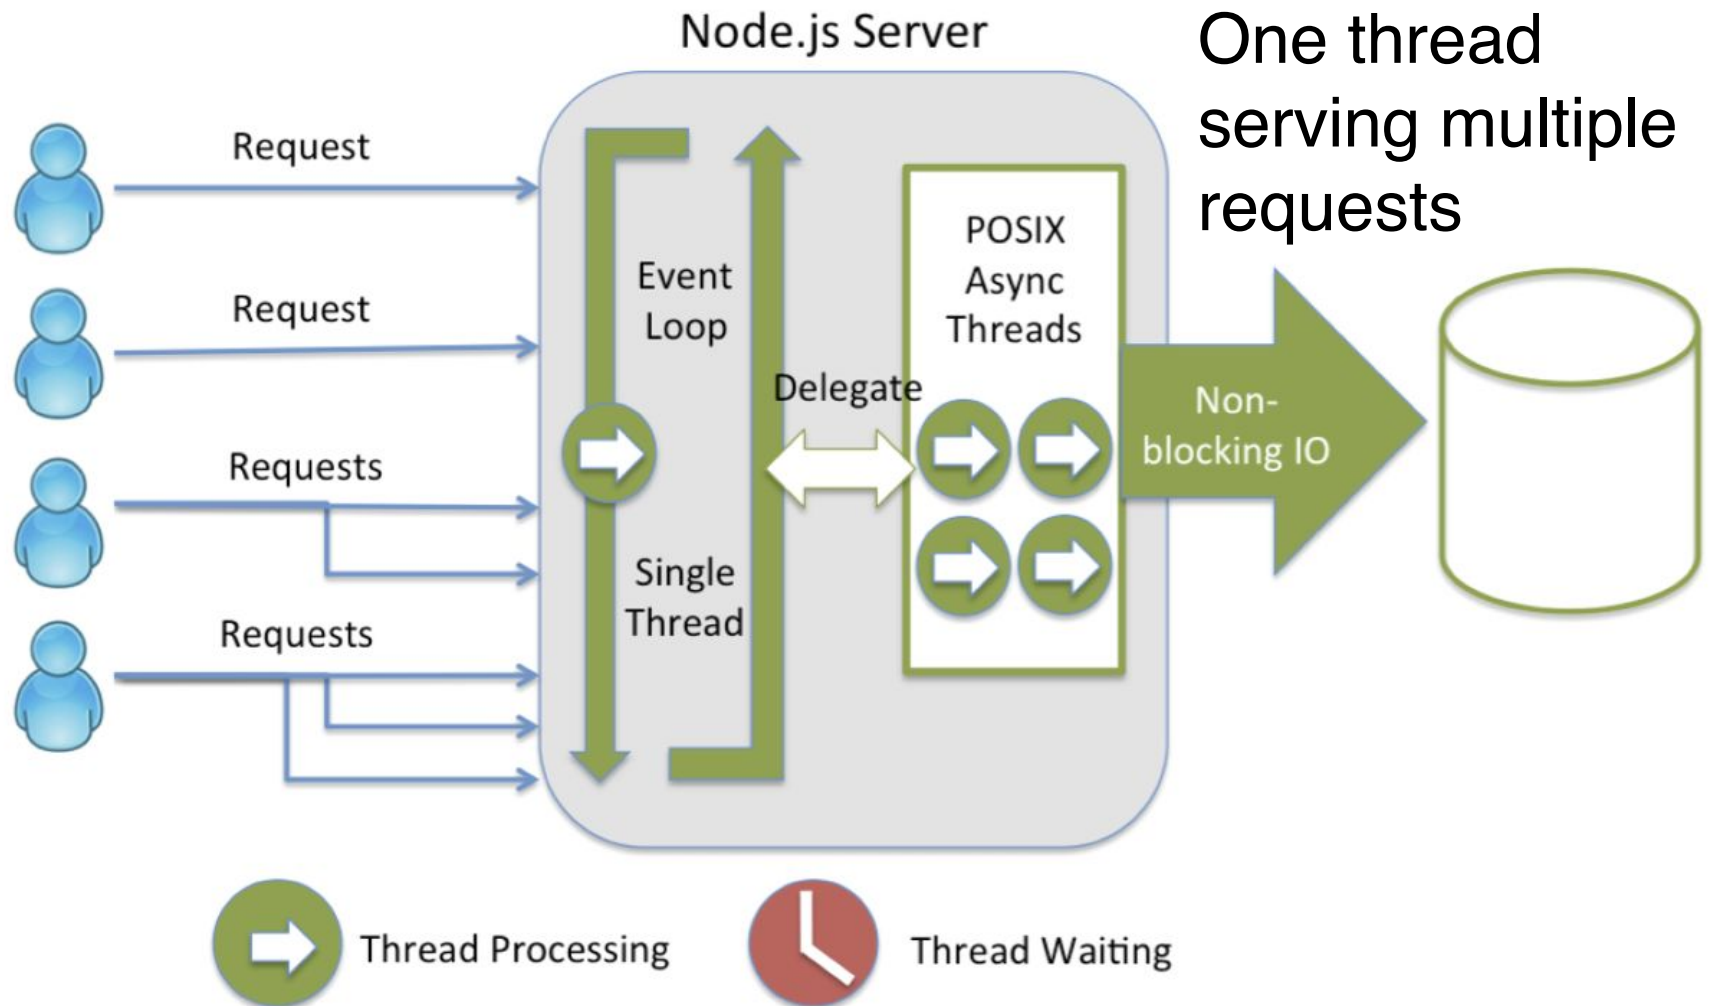 Node.js Server
One thread
serving multiple
requests
Request
Request
Requests
Requests
Event
Loop
Single
Thread
Delegate
POSIX
Async
Threads
Non-
blocking IO
Thread Processing
Thread Waiting